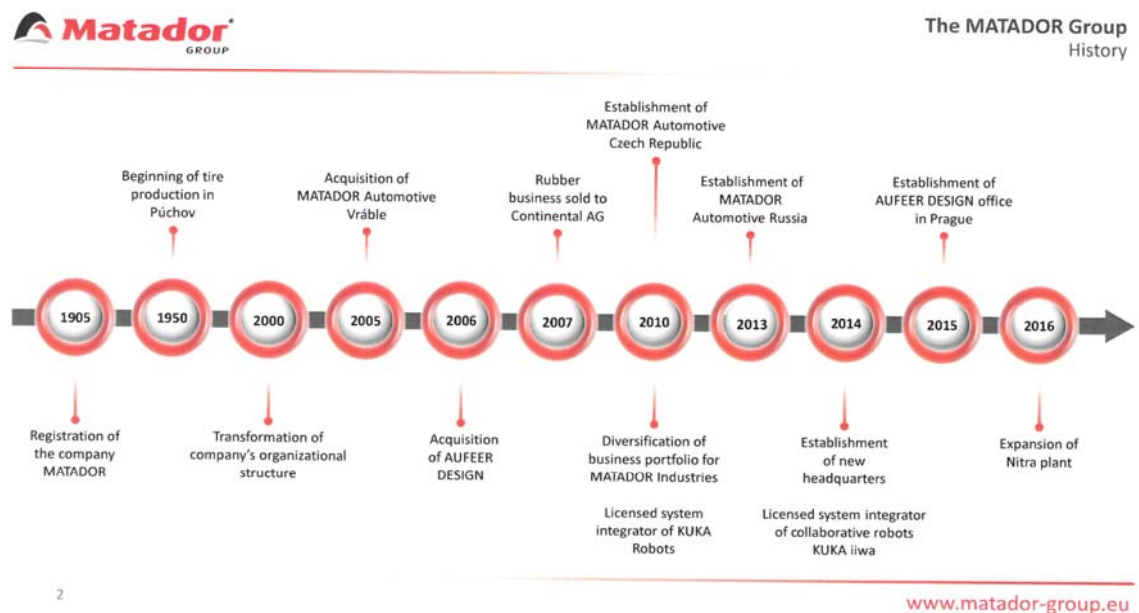 Matador
GROUP
The MATADOR Group
History
Establishment of
MATADOR Automotive
Czech Republic
Beginning of tire
production in
Púchov
Acquisition of
MATADOR Automotive
Vráble
Rubber
business sold to
Continental AG
Establishment of
MATADOR
Automotive Russia
Establishment of
AUFEER DESIGN office
in Prague
1905
1950
2000
2005
2006
2007
2010
2013
2014
2015
2016
Registration of
the company
MATADOR
Transformation of
company's organizational
structure
Acquisition
of AUFEER
DESIGN
Diversification of
business portfolio for
MATADOR Industries
Licensed system
integrator of KUKA
Robots
Establishment
of new
headquarters
Licensed system integrator
of collaborative robots
KUKA iiwa
Expansion of
Nitra plant
2
www.matador-group.eu